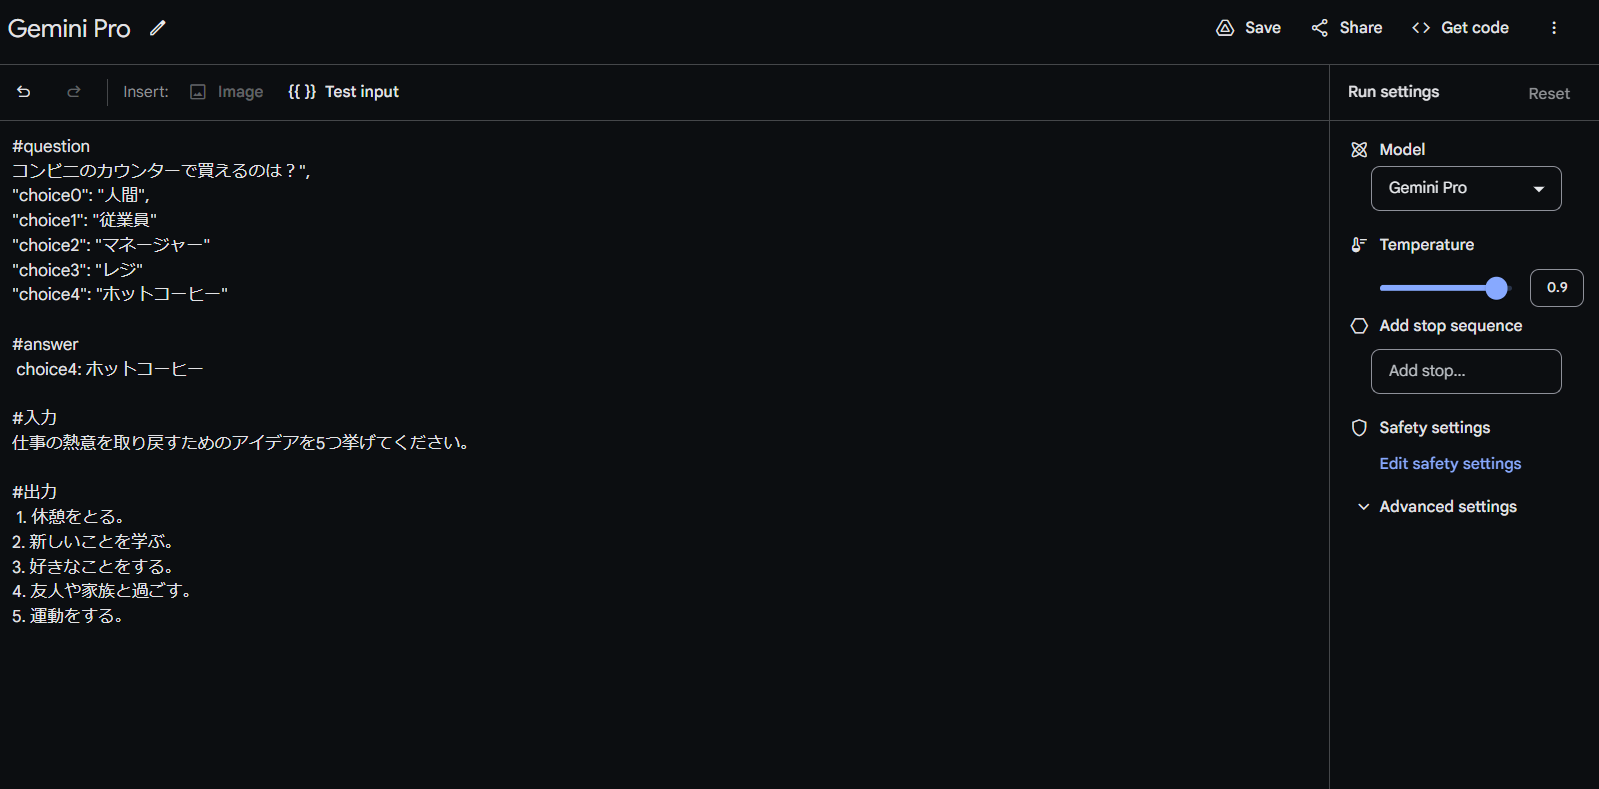 Gemini Pro
Save
Share
Get code
Insert:
Image
{{ }} Test input
Run settings
Reset
#question
コンビニのカウンターで買えるのは？",
"choice0": "人間",
"choice1": "従業員"
"choice2": "マネージャー"
"choice3": "レジ"
"choice4": "ホットコーヒー"
#answer
choice4: ホットコーヒー
#入力
仕事の熱意を取り戻すためのアイデアを5つ挙げてください。
#出力
1. 休憩をとる。
2. 新しいことを学ぶ。
3. 好きなことをする。
4. 友人や家族と過ごす。
5. 運動をする。
Model
Gemini Pro
Temperature
0.9
Add stop sequence
Add stop...
Safety settings
Edit safety settings
Advanced settings